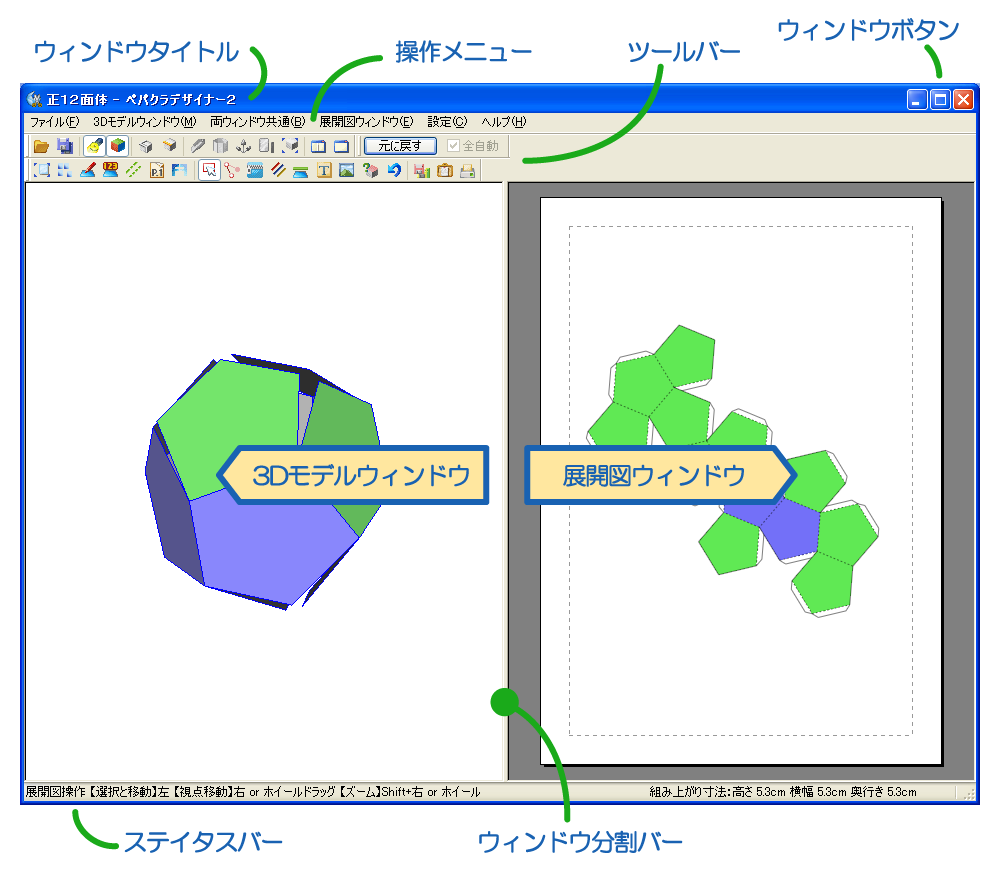 ウィンドウタイトル
操作メニュー
ツールバー
ウィンドウボタン
正12面体 - ペパクラデザイナー2
ファイル(F) 3Dモデルウィンドウ(M) 両ウィンドウ共通(B) 展開図ウィンドウ(E) 設定(C) ヘルプ(H)
元に戻す 全自動
123
P.1
T
3Dモデルウィンドウ
展開図ウィンドウ
展開図操作 【選択と移動】左 【視点移動】右 or ホイールドラッグ 【ズーム】Shift+右 or ホイール
組み上がり寸法:高さ 5.3cm 横幅 5.3cm 奥行き 5.3cm
ステイタスバー
ウィンドウ分割バー